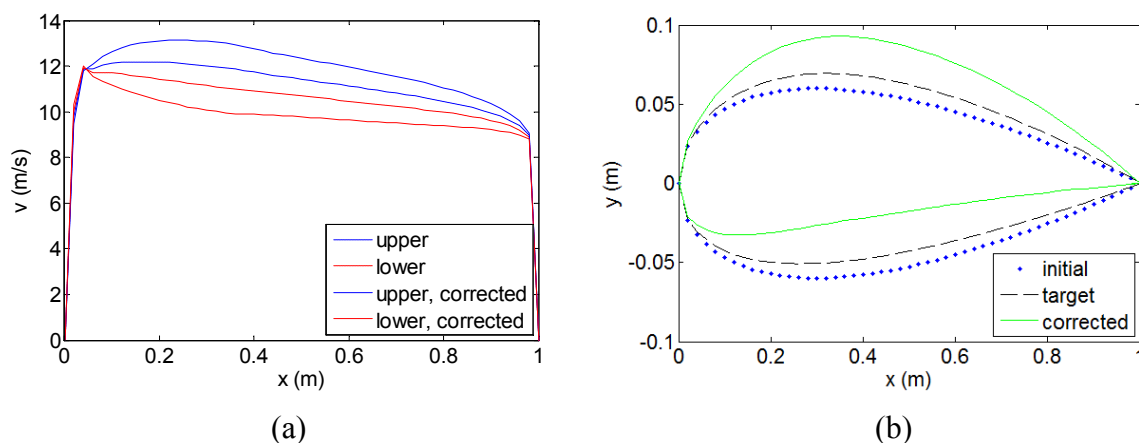 14
12
10
8
6
4
2
0
v (m/s)
0 0.2 0.4 0.6 0.8 1
x (m)
upper
lower
upper, corrected
lower, corrected
(a)
0.1
0.05
0
-0.05
-0.1
y (m)
0 0.2 0.4 0.6 0.8 1
x (m)
initial
target
corrected
(b)